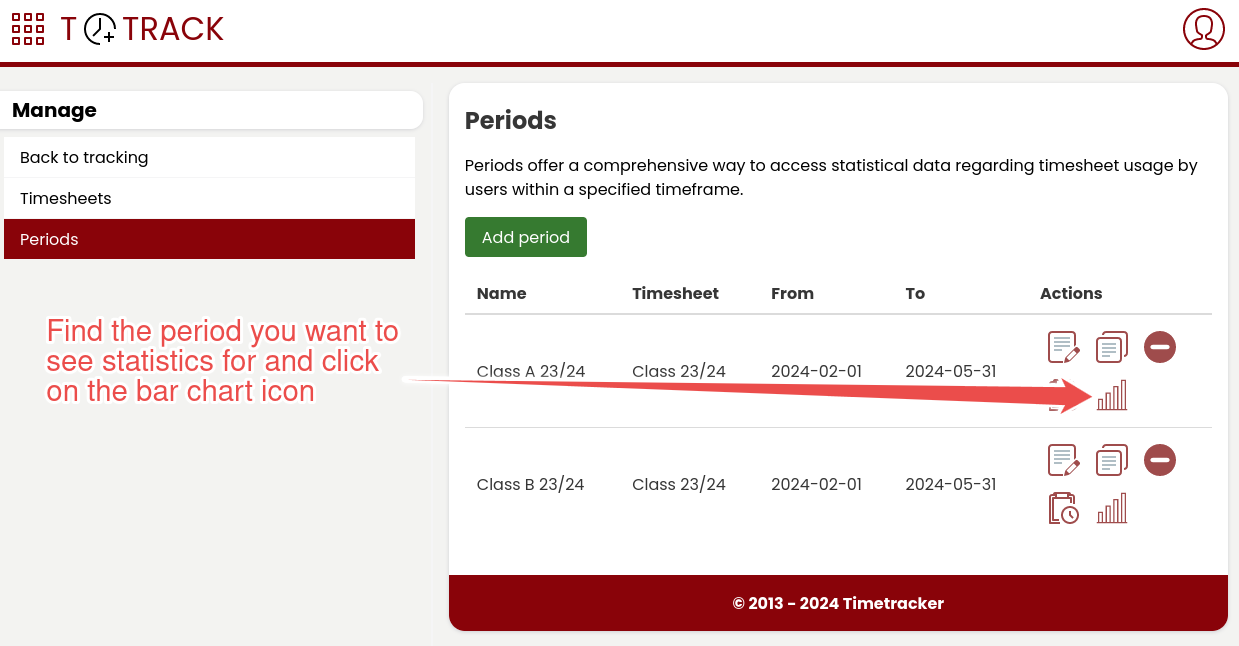 T TRACK
Manage
Back to tracking
Timesheets
Periods
Find the period you want to
see statistics for and click
on the bar chart icon
Periods
Periods offer a comprehensive way to access statistical data regarding timesheet usage by
users within a specified timeframe.
Add period
Name Timesheet From To Actions
Class A 23/24 Class 23/24 2024-02-01 2024-05-31
Class B 23/24 Class 23/24 2024-02-01 2024-05-31
© 2013 - 2024 Timetracker